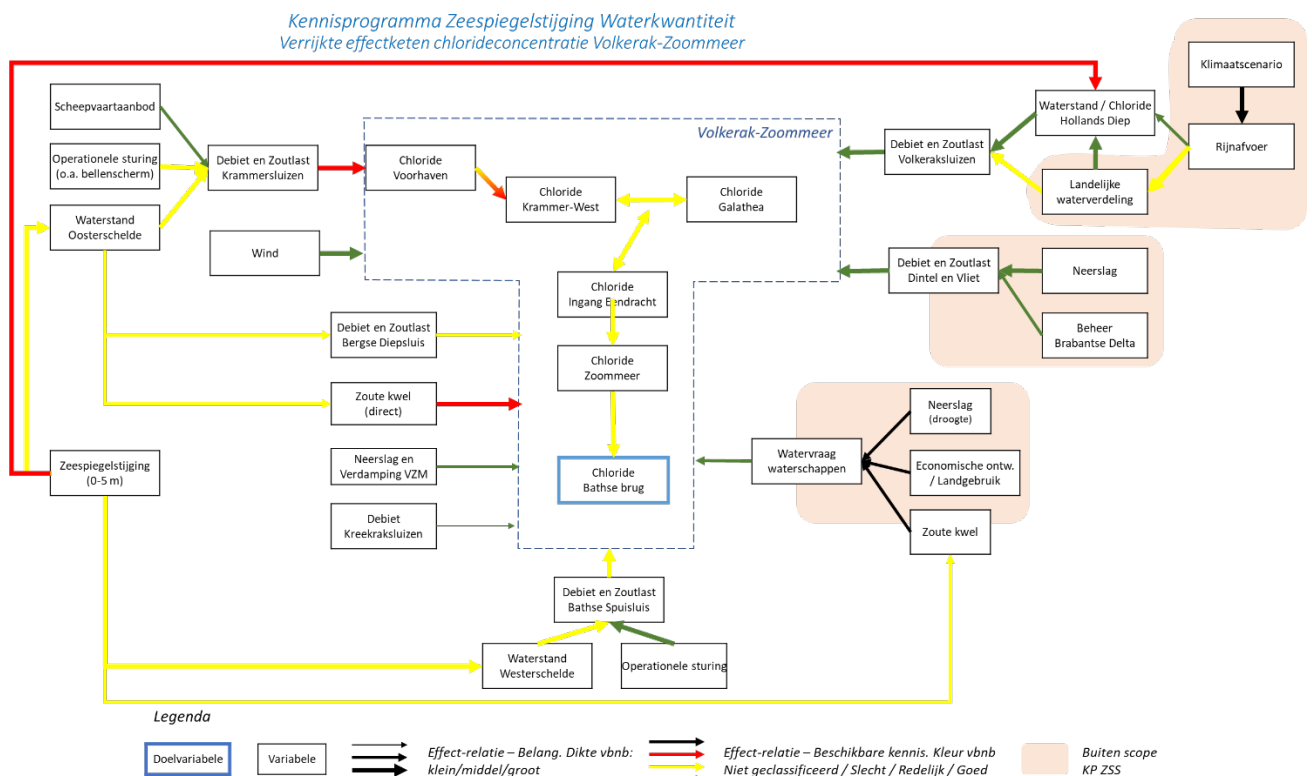 Kennisprogramma Zeespiegelstijging Waterkwantiteit
Verrijkte effectketen chlorideconcentratie Volkerak-Zoommeer
Klimaatscenario
Scheepvaartaanbod
Waterstand / Chloride
Hollands Diep
Volkerak-Zoommeer
Operationele sturing
(o.a. bellenscherm)
Debiet en Zoutlast
Krammersluizen
Chloride
Voorhaven
Debiet en Zoutlast
Volkeraksluizen
Rijnafvoer
Chloride
Krammer-West
Chloride
Galathea
Landelijke
waterverdeling
Waterstand
Oosterschelde
Wind
Debiet en Zoutlast
Dintel en Vliet
Neerslag
Chloride
Ingang Eendracht
Debiet en Zoutlast
Bergse Diepsluis
Beheer
Brabantse Delta
Chloride
Zoommeer
Zoute kwel
(direct)
Neerslag
(droogte)
Zeespiegelstijging
(0-5 m)
Neerslag en
Verdamping VZM
Chloride
Bathse brug
Watervraag
waterschappen
Economische ontw.
/ Landgebruik
Debiet
Kreekraksluizen
Zoute kwel
Debiet en Zoutlast
Bathse Spuisluis
Waterstand
Westerschelde
Operationele sturing
Legenda
Doelvariabele
Variabele
Effect-relatie – Belang. Dikte vbnb:
klein/middel/groot
Effect-relatie – Beschikbare kennis. Kleur vbnb
Niet geclassificeerd / Slecht / Redelijk / Goed
Buiten scope
KP ZSS